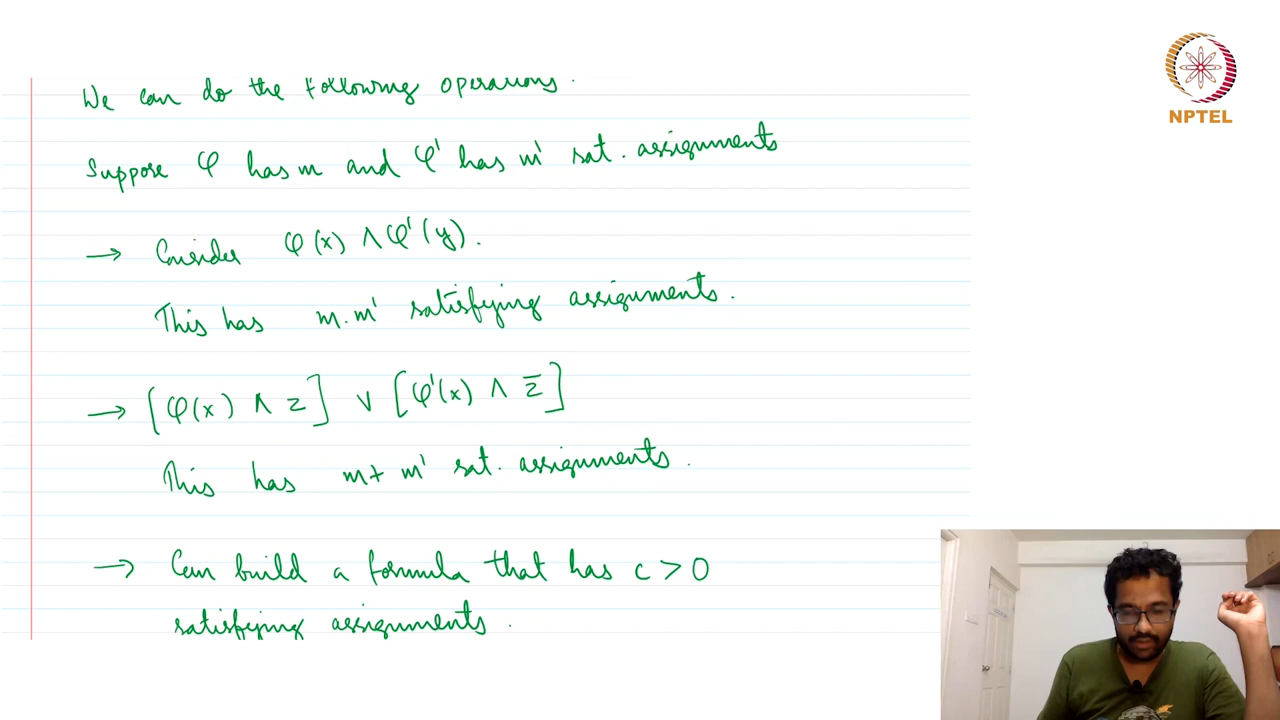 NPTEL
We can do the following operations.
Suppose φ has m and φ' has m' sat. assignments
→ Consider φ(x) ∧ φ'(y).
This has m.m' satisfying assignments.
→ [φ(x) ∧ z] ∨ [φ'(x) ∧ z̅]
This has m+m' sat. assignments.
→ Can build a formula that has c > 0
satisfying assignments.